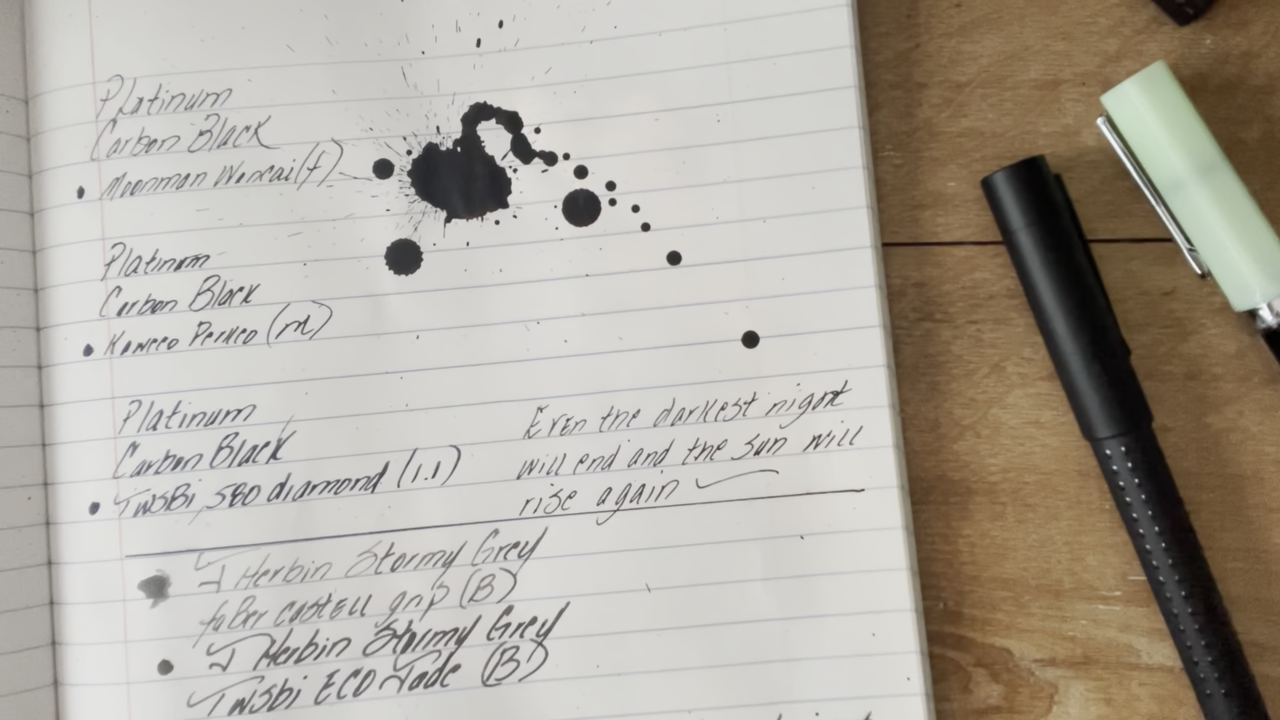 Platinum
Carbon Black
Moonman Wancai (f)
Platinum
Carbon Black
Kaweco Perkeo (m)
Platinum
Carbon Black
TWSBi, 580 diamond (1.1)
Even the darkest night
will end and the sun will
rise again
J Herbin Stormy Grey
faber castell grip (B)
J Herbin Stormy Grey
TWSBi ECO Jade (B)